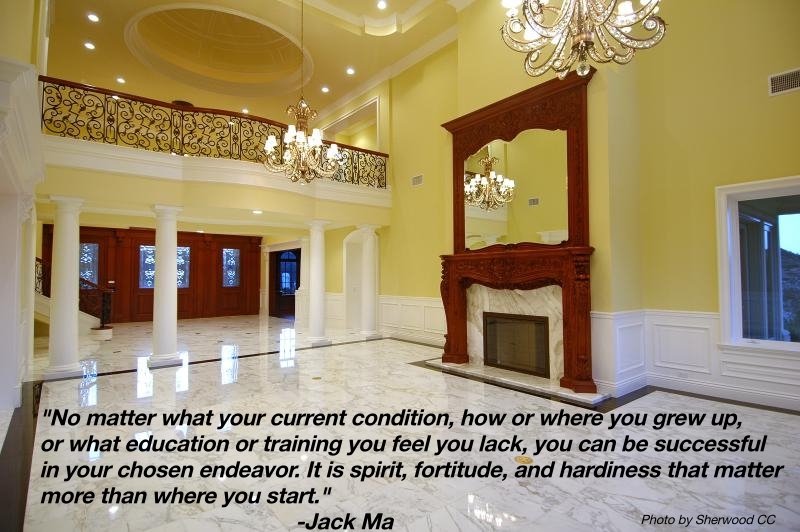 "No matter what your current condition, how or where you grew up,
or what education or training you feel you lack, you can be successful
in your chosen endeavor. It is spirit, fortitude, and hardiness that matter
more than where you start."
-Jack Ma
Photo by Sherwood CC